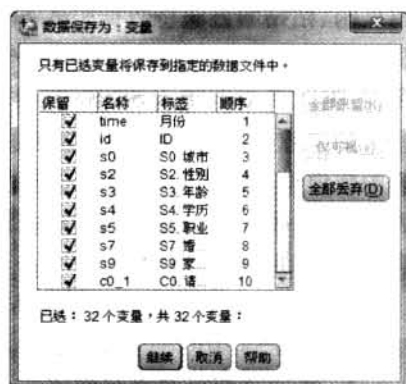 数据保存为：变量
只有已选变量将保存到指定的数据文件中。
保留 名称 标签 顺序
time 月份 1
id ID 2
s0 S0. 城市 3
s2 S2. 性别 4
s3 S3. 年龄 5
s4 S4. 学历 6
s5 S5. 职业 7
s7 S7 婚... 8
s9 S9 家... 9
c0_1 C0. 请... 10
全部保留
全部丢弃(D)
已选： 32 个变量，共 32 个变量：
继续 取消 帮助